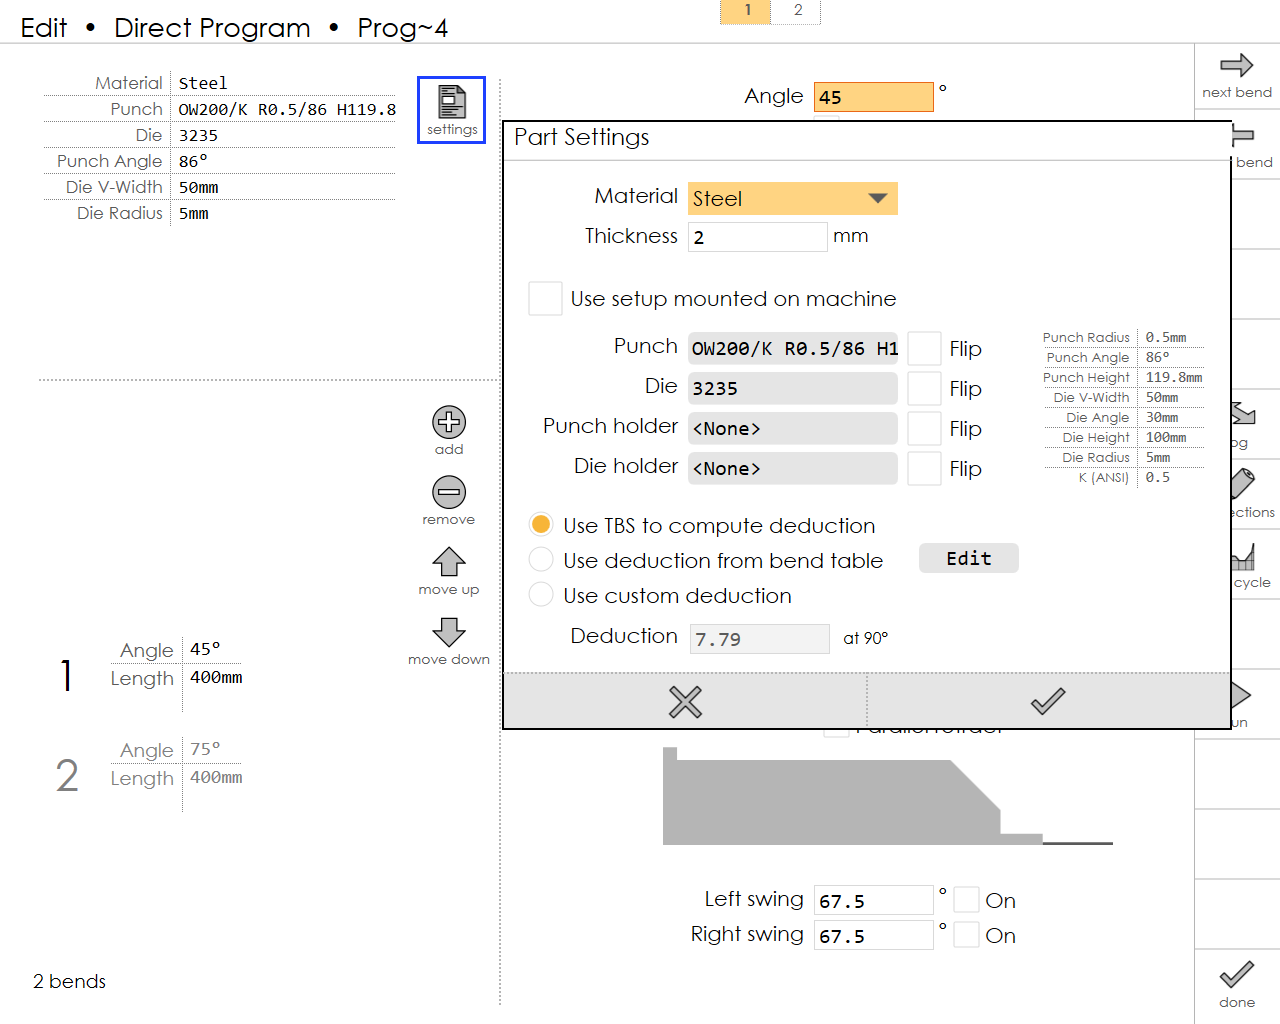 Edit • Direct Program • Prog~4
1 2
Material Steel
Punch OW200/K R0.5/86 H119.8
Die 3235
Punch Angle 86°
Die V-Width 50mm
Die Radius 5mm
settings
Angle 45 °
next bend
bend
Part Settings
Material Steel
Thickness 2 mm
Use setup mounted on machine
Punch OW200/K R0.5/86 H1 Flip
Die 3235 Flip
Punch holder <None> Flip
Die holder <None> Flip
Punch Radius 0.5mm
Punch Angle 86°
Punch Height 119.8mm
Die V-Width 50mm
Die Angle 30mm
Die Height 100mm
Die Radius 5mm
K (ANSI) 0.5
Use TBS to compute deduction
Use deduction from bend table Edit
Use custom deduction
Deduction 7.79 at 90°
add
remove
move up
move down
og
ections
cycle
un
1 Angle 45°
Length 400mm
2 Angle 75°
Length 400mm
Left swing 67.5 ° On
Right swing 67.5 ° On
2 bends
done